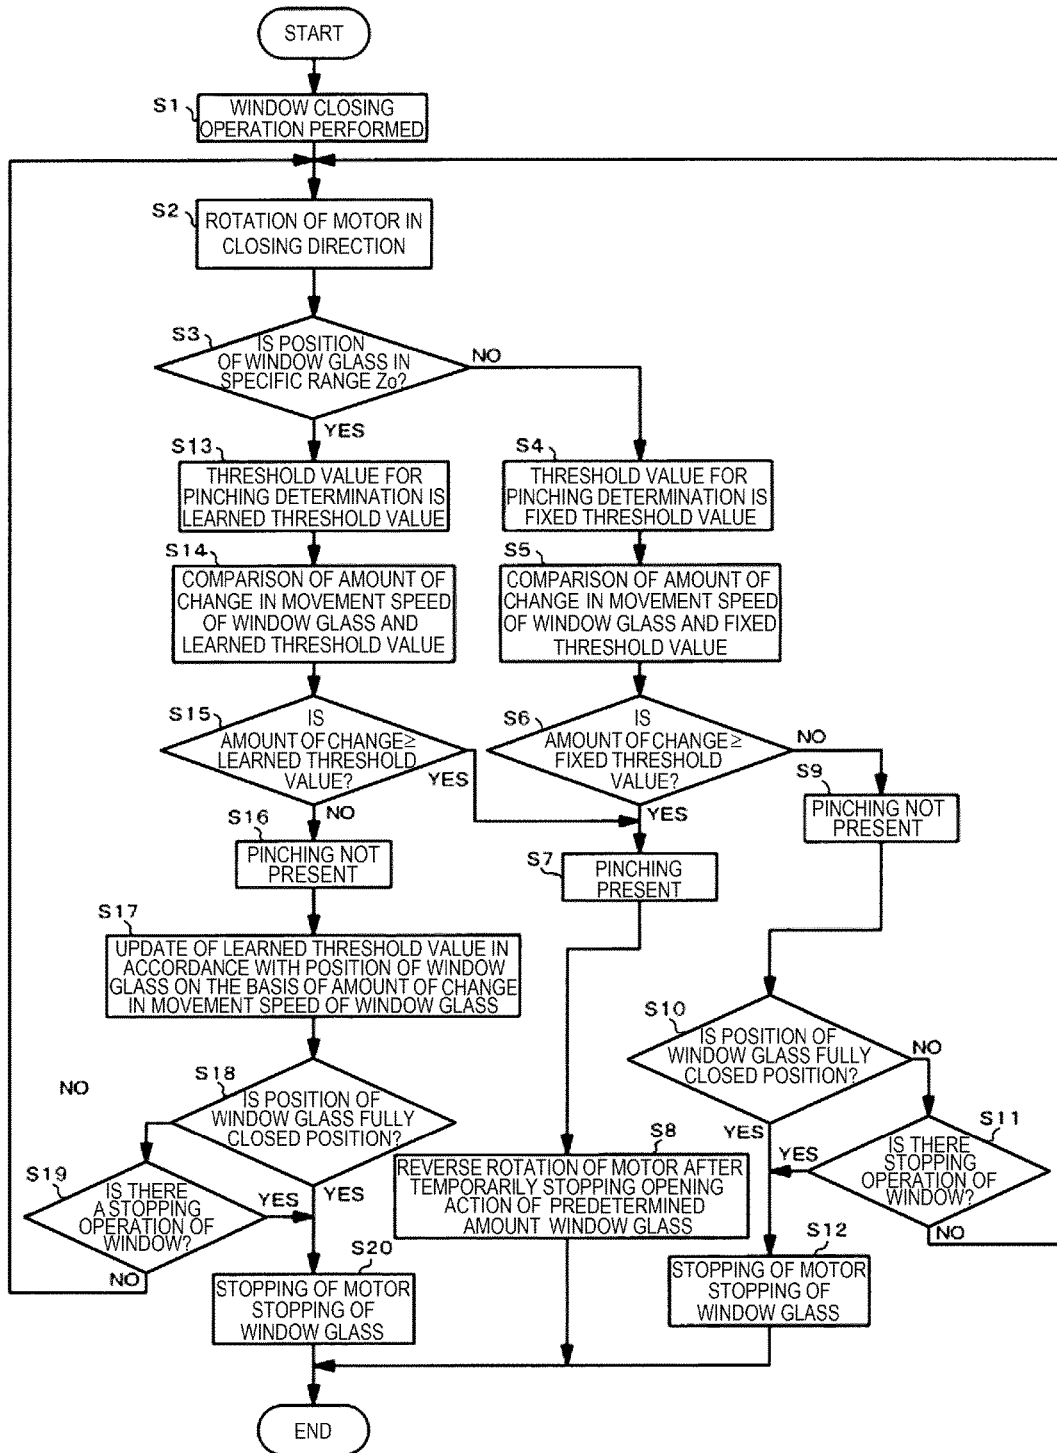 START
S1
WINDOW CLOSING
OPERATION PERFORMED
S2
ROTATION OF MOTOR IN
CLOSING DIRECTION
S3
IS POSITION
OF WINDOW GLASS IN
SPECIFIC RANGE Zo?
NO
YES
S13
THRESHOLD VALUE FOR
PINCHING DETERMINATION IS
LEARNED THRESHOLD VALUE
S4
THRESHOLD VALUE FOR
PINCHING DETERMINATION IS
FIXED THRESHOLD VALUE
S14
COMPARISON OF AMOUNT OF
CHANGE IN MOVEMENT SPEED
OF WINDOW GLASS AND
LEARNED THRESHOLD VALUE
S5
COMPARISON OF AMOUNT OF
CHANGE IN MOVEMENT SPEED
OF WINDOW GLASS AND FIXED
THRESHOLD VALUE
S15
IS
AMOUNT OF CHANGE≥
LEARNED THRESHOLD
VALUE?
YES
NO
S6
IS
AMOUNT OF CHANGE≥
FIXED THRESHOLD
VALUE?
NO
YES
S9
PINCHING NOT
PRESENT
S16
PINCHING NOT
PRESENT
S7
PINCHING
PRESENT
S17
UPDATE OF LEARNED THRESHOLD VALUE IN
ACCORDANCE WITH POSITION OF WINDOW
GLASS ON THE BASIS OF AMOUNT OF CHANGE
IN MOVEMENT SPEED OF WINDOW GLASS
S10
IS POSITION OF
WINDOW GLASS FULLY
CLOSED POSITION?
NO
YES
NO
S18
IS POSITION OF
WINDOW GLASS FULLY
CLOSED POSITION?
YES
S19
IS THERE
A STOPPING
OPERATION OF
WINDOW?
YES
NO
S8
REVERSE ROTATION OF MOTOR AFTER
TEMPORARILY STOPPING OPENING
ACTION OF PREDETERMINED
AMOUNT WINDOW GLASS
S11
IS THERE
STOPPING
OPERATION OF
WINDOW?
YES
NO
S20
STOPPING OF MOTOR
STOPPING OF
WINDOW GLASS
S12
STOPPING OF MOTOR
STOPPING OF
WINDOW GLASS
END